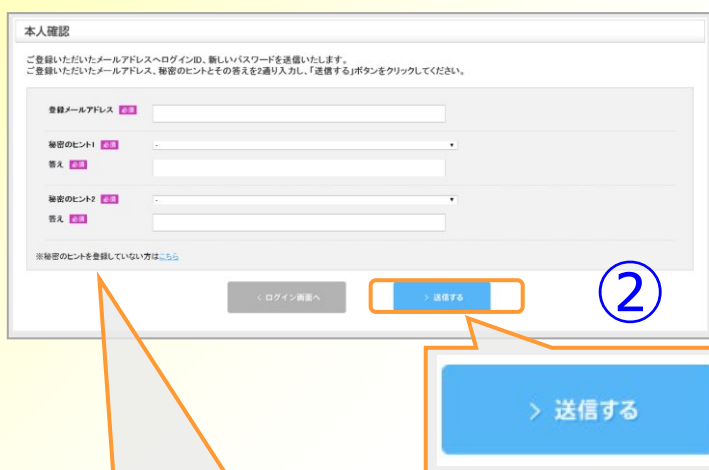 本人確認
ご登録いただいたメールアドレスへログインID、新しいパスワードを送信いたします。
ご登録いただいたメールアドレス、秘密のヒントとその答えを2通り入力し、「送信する」ボタンをクリックしてください。
登録メールアドレス 必須
秘密のヒント1 必須 -
答え 必須
秘密のヒント2 必須 -
答え 必須
※秘密のヒントを登録していない方はこちら
< ログイン画面へ > 送信する
②
> 送信する